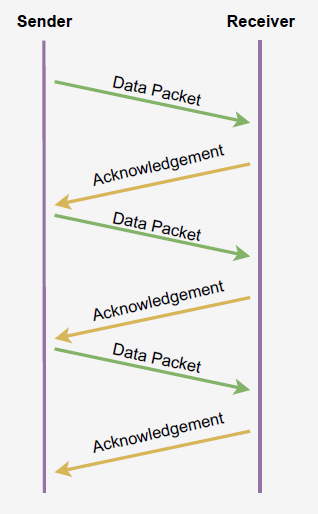 Sender
Receiver
Data Packet
Acknowledgement
Data Packet
Acknowledgement
Data Packet
Acknowledgement